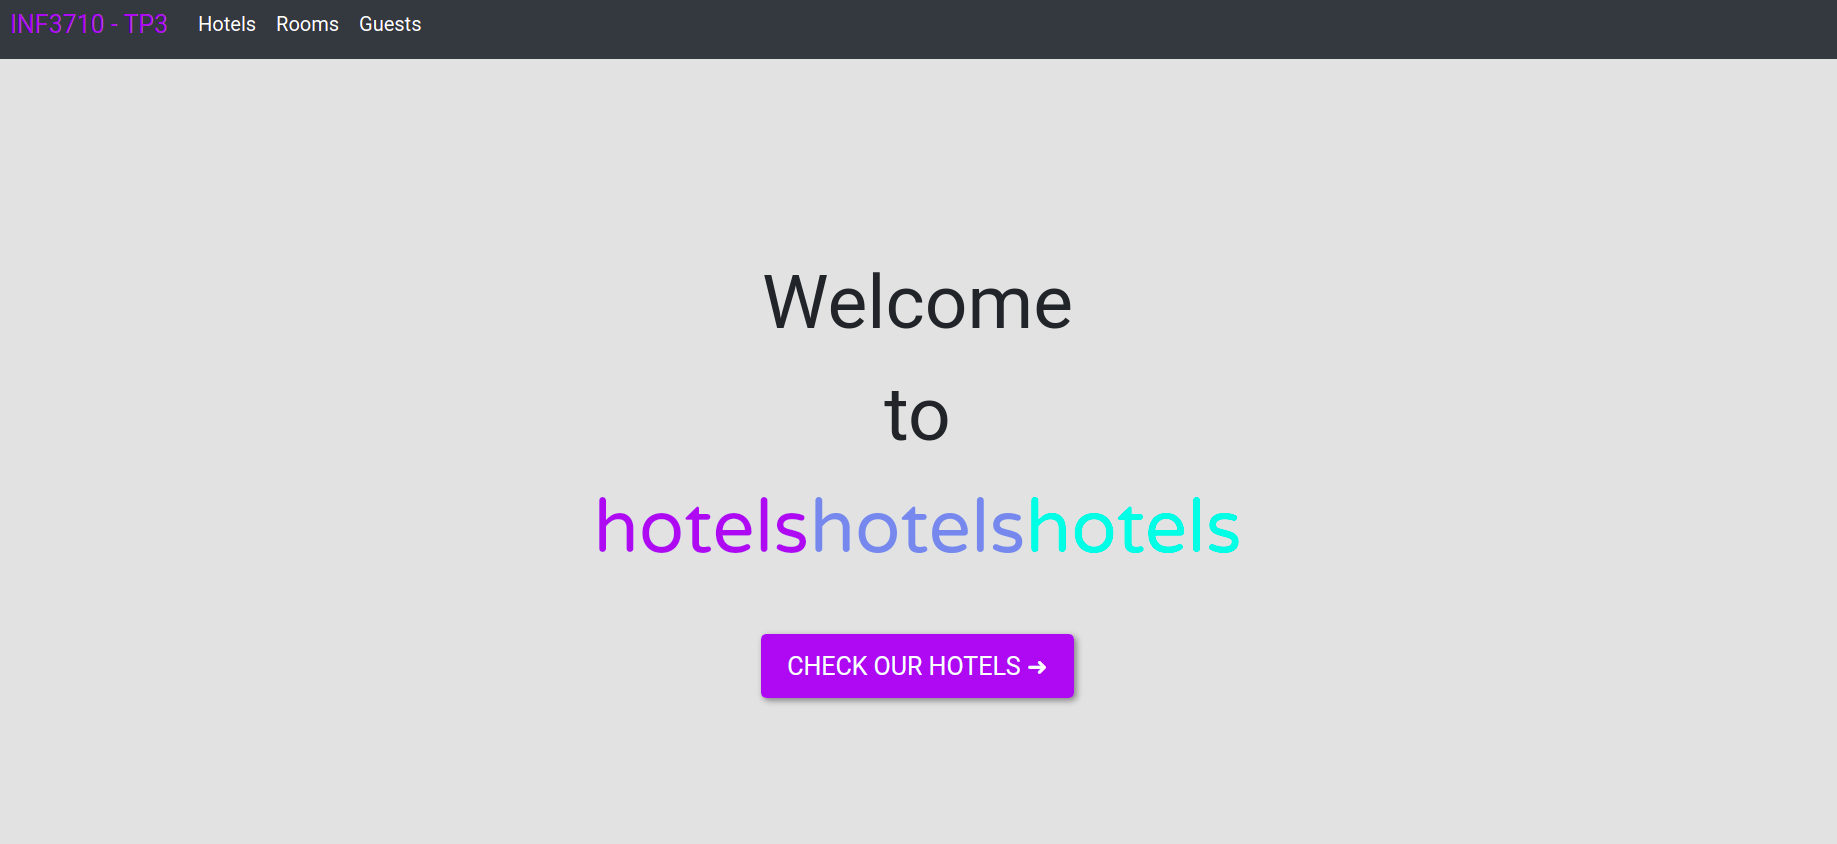 INF3710 - TP3 Hotels Rooms Guests
Welcome
to
hotelshotelshotels
CHECK OUR HOTELS ➜